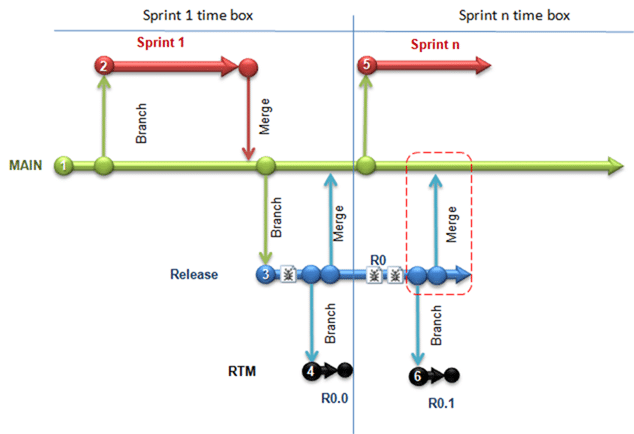 Sprint 1 time box
Sprint n time box
Sprint 1
Sprint n
2
5
Branch
Merge
MAIN
1
Branch
Merge
Merge
R0
Release
3
Branch
Branch
RTM
4
6
R0.0
R0.1